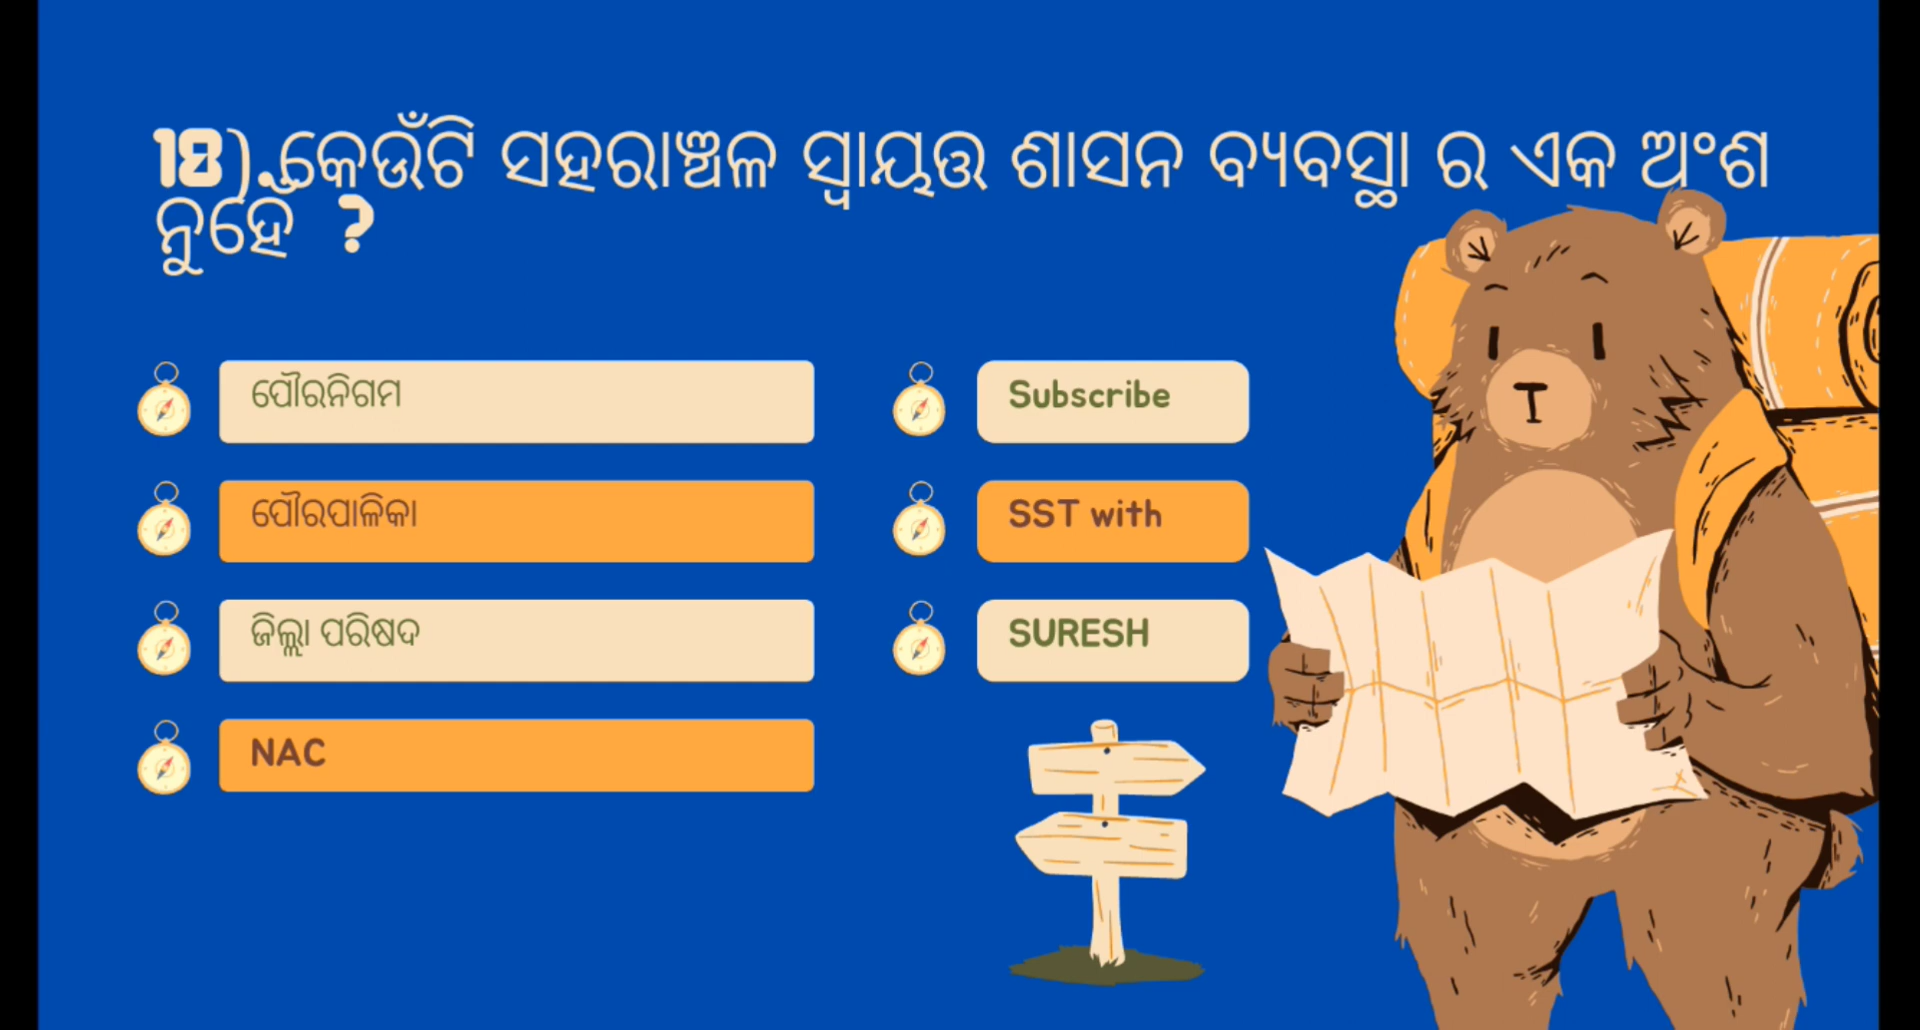 18).କେଉଁଟି ସହରାଞ୍ଚଳ ସ୍ୱାୟତ୍ତ ଶାସନ ବ୍ୟବସ୍ଥା ର ଏକ ଅଂଶ
ନୁହେଁ ?
ପୌରନିଗମ
ପୌରପାଳିକା
ଜିଲ୍ଲା ପରିଷଦ
NAC
Subscribe
SST with
SURESH